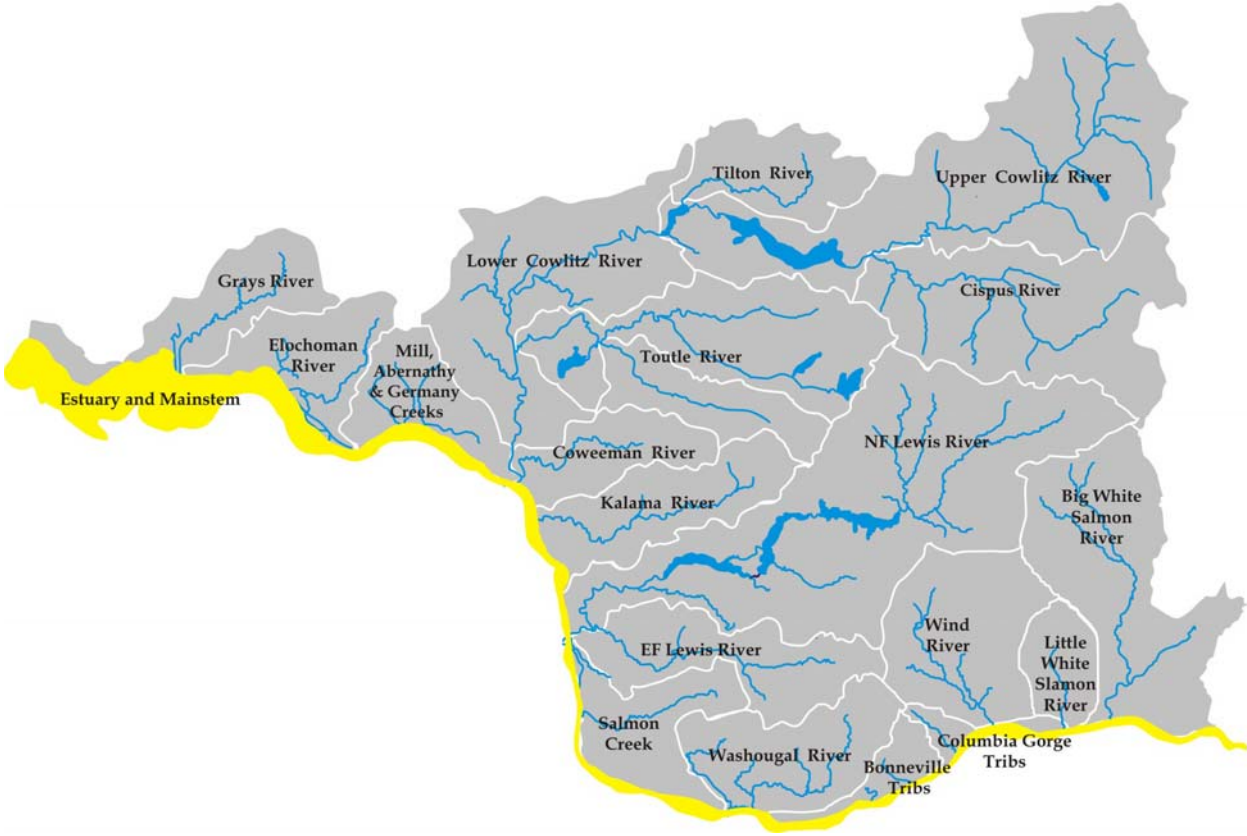 Tilton River
Upper Cowlitz River
Lower Cowlitz River
Grays River
Cispus River
Elochoman
River
Mill,
Abernathy
& Germany
Creeks
Toutle River
Estuary and Mainstem
NF Lewis River
Coweeman River
Kalama River
Big White
Salmon
River
Wind
River
EF Lewis River
Little
White
Slamon
River
Salmon
Creek
Washougal River
Columbia Gorge
Tribs
Bonneville
Tribs